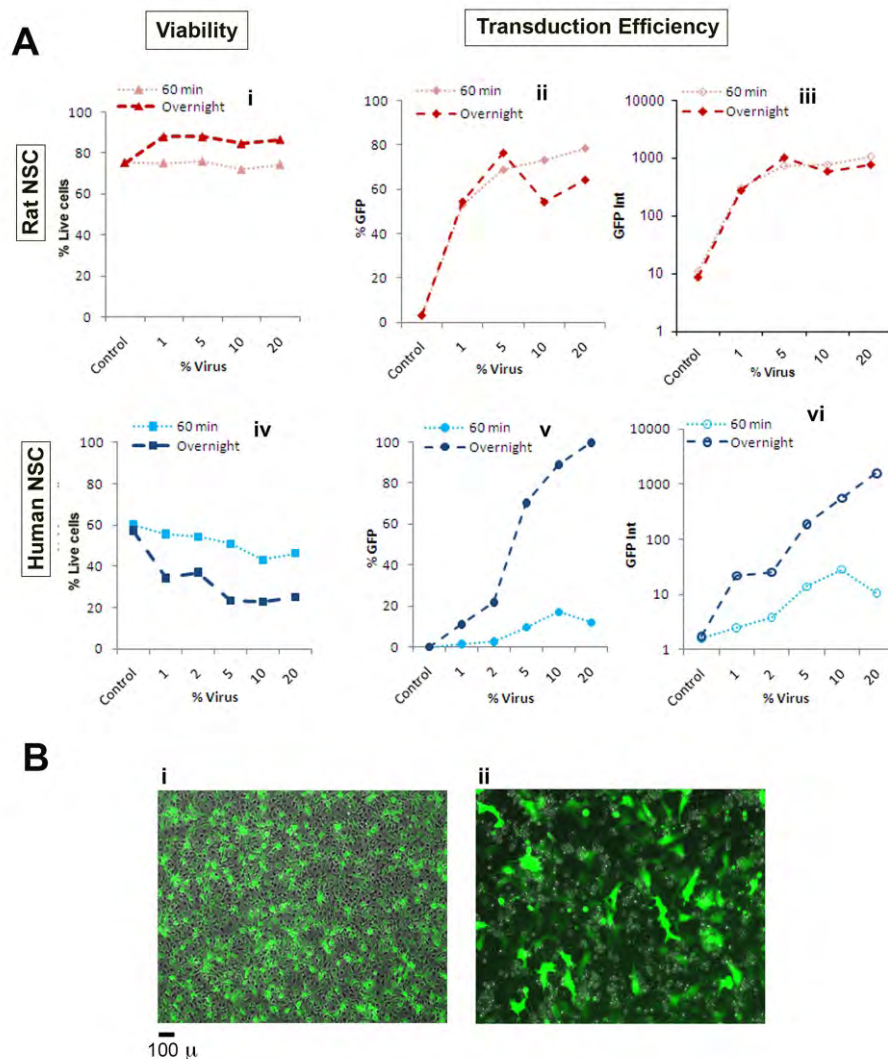 Viability
Transduction Efficiency
A
Rat NSC
60 min
Overnight
i
100
80
60
40
20
0
% Live cells
Control
1
5
10
20
% Virus
60 min
Overnight
ii
100
80
60
40
20
0
% GFP
Control
1
5
10
20
% Virus
60 min
Overnight
iii
10000
1000
100
10
1
GFP Int
Control
1
5
10
20
% Virus
Human NSC
60 min
Overnight
iv
100
80
60
40
20
0
% Live cells
Control
1
2
5
10
20
% Virus
60 min
Overnight
v
100
80
60
40
20
0
% GFP
Control
1
2
5
10
20
% Virus
60 min
Overnight
vi
10000
1000
100
10
1
GFP Int
Control
1
2
5
10
20
% Virus
B
i
ii
100 μ